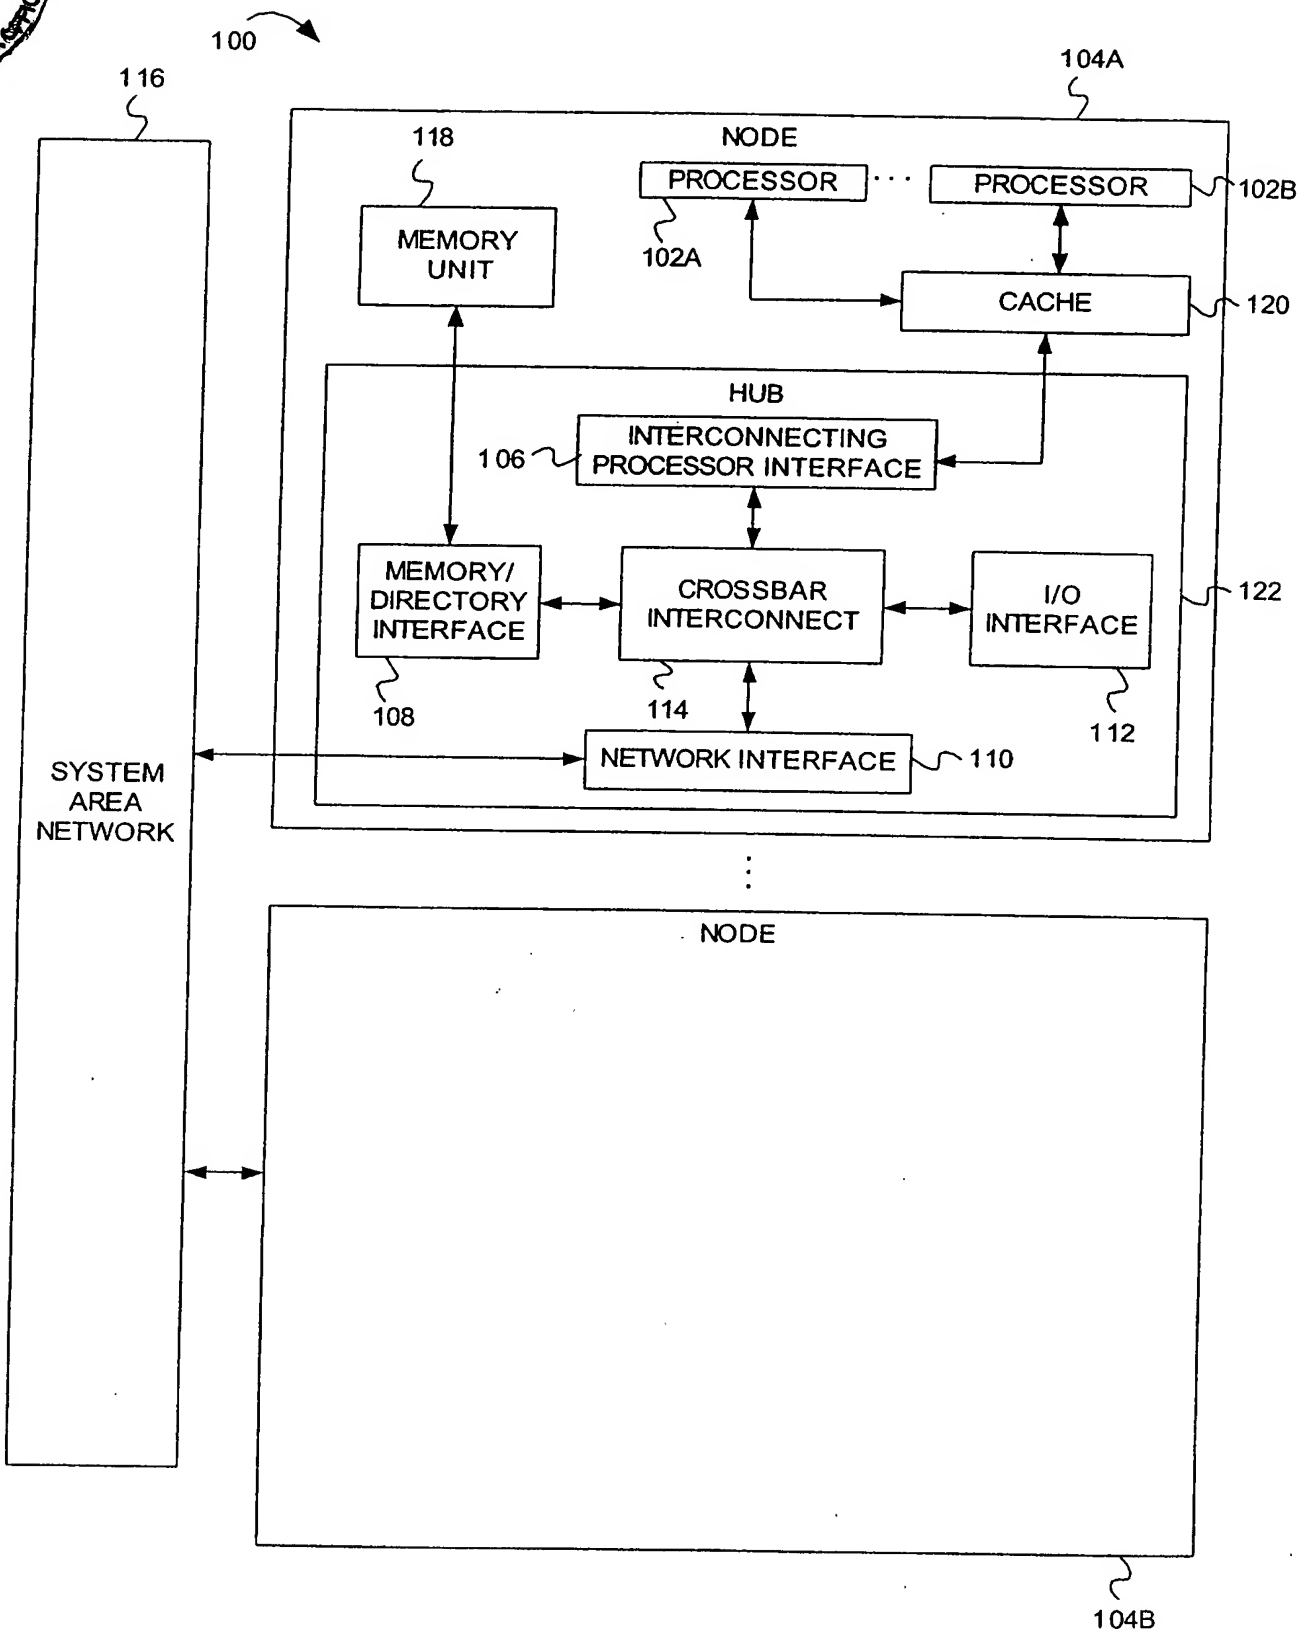 100
116
104A
NODE
118
PROCESSOR
...
PROCESSOR
102B
102A
MEMORY
UNIT
CACHE
120
HUB
INTERCONNECTING
PROCESSOR INTERFACE
106
MEMORY/
DIRECTORY
INTERFACE
CROSSBAR
INTERCONNECT
I/O
INTERFACE
122
108
114
112
NETWORK INTERFACE
110
SYSTEM
AREA
NETWORK
NODE
104B